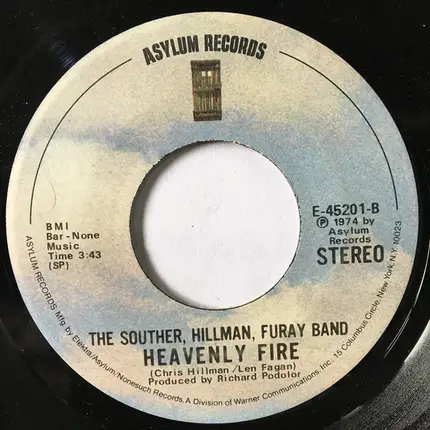 ASYLUM RECORDS
BMI
Bar-None
Music
Time 3:43
(SP)
E-45201-B
Ⓟ 1974 by
Asylum
Records
STEREO
THE SOUTHER, HILLMAN, FURAY BAND
HEAVENLY FIRE
(Chris Hillman/Len Fagan)
Produced by Richard Podolor
ASYLUM RECORDS Mfg by Elektra/Asylum/Nonesuch Records. A Division of Warner Communications, Inc., 15 Columbus Circle, New York, N.Y. 10023